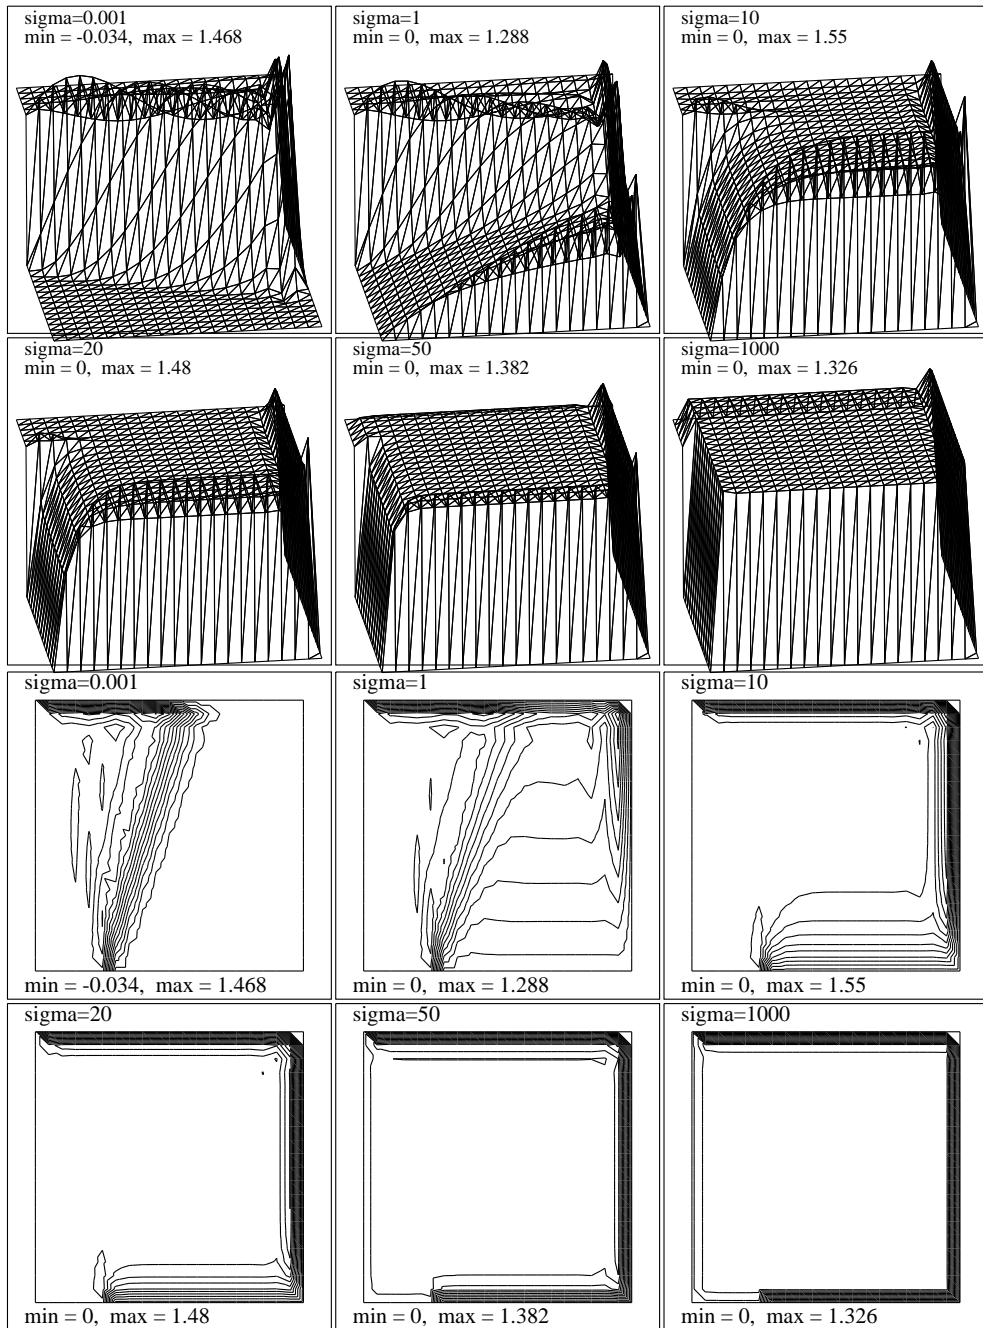 sigma=0.001
min = -0.034, max = 1.468
sigma=1
min = 0, max = 1.288
sigma=10
min = 0, max = 1.55
sigma=20
min = 0, max = 1.48
sigma=50
min = 0, max = 1.382
sigma=1000
min = 0, max = 1.326
sigma=0.001
min = -0.034, max = 1.468
sigma=1
min = 0, max = 1.288
sigma=10
min = 0, max = 1.55
sigma=20
min = 0, max = 1.48
sigma=50
min = 0, max = 1.382
sigma=1000
min = 0, max = 1.326